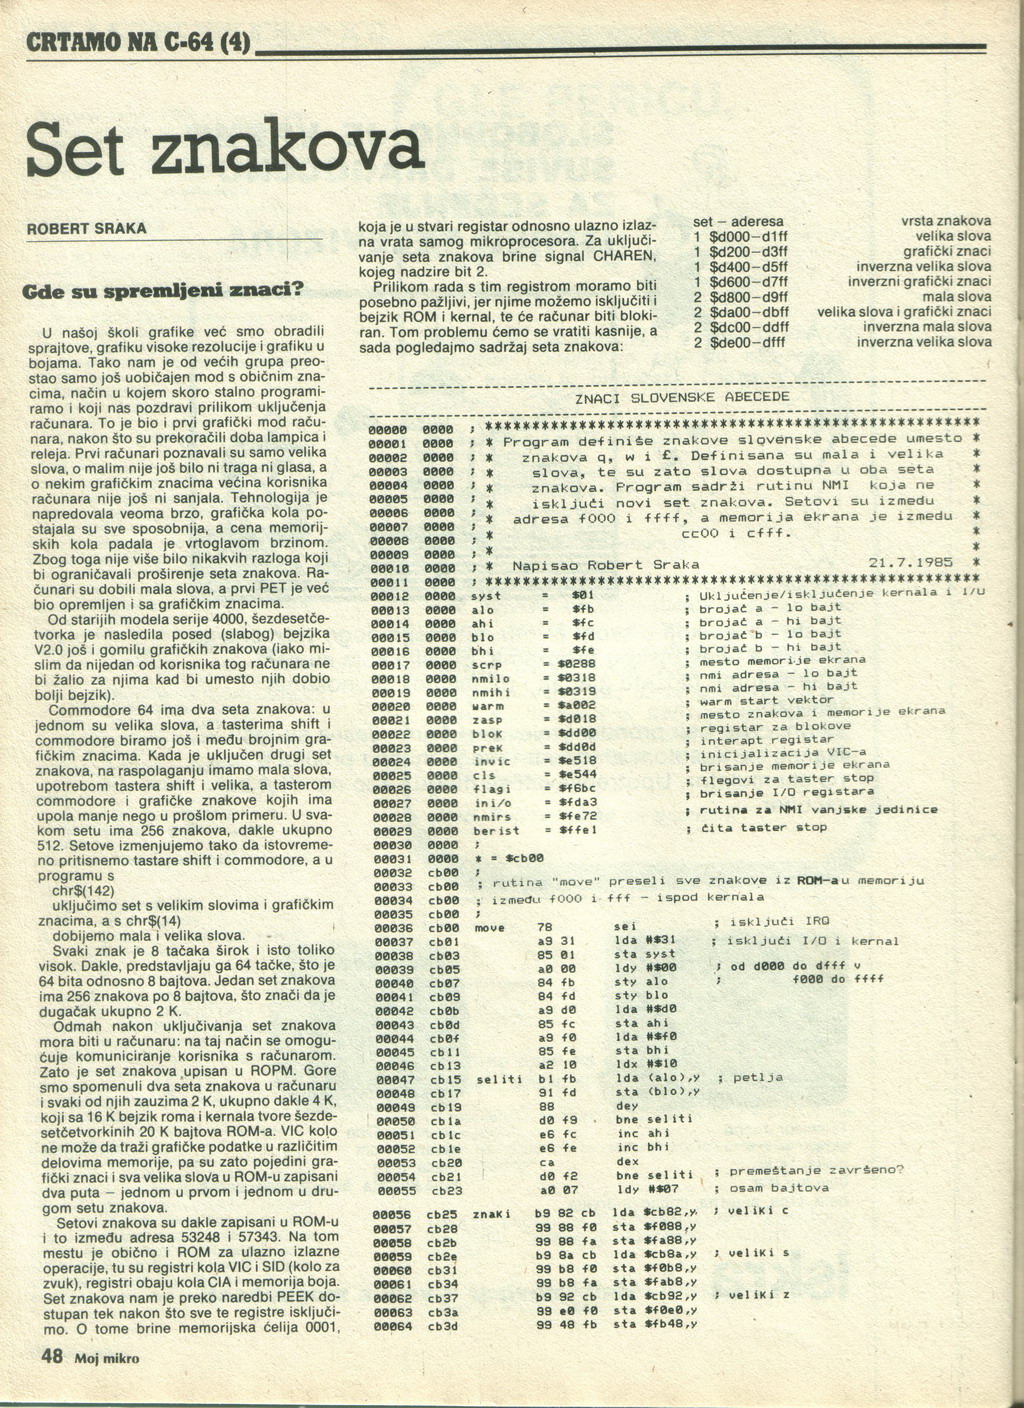 CRTAMO NA C-64 (4)
Set znakova
ROBERT SRAKA
Gde su spremljeni znaci?
U našoj školi grafike već smo obradili
sprajtove, grafiku visoke rezolucije i grafiku u
bojama. Tako nam je od većih grupa preo-
stao samo još uobičajen mod s običnim zna-
cima, način u kojem skoro stalno programi-
ramo i koji nas pozdravi prilikom uključenja
računara. To je bio i prvi grafički mod raču-
nara, nakon što su prekoračili doba lampica i
releja. Prvi računari poznavali su samo velika
slova, o malim nije još bilo ni traga ni glasa, a
o nekim grafičkim znacima većina korisnika
računara nije još ni sanjala. Tehnologija je
napredovala veoma brzo, grafička kola po-
stajala su sve sposobnija, a cena memorij-
skih kola padala je vrtoglavom brzinom.
Zbog toga nije više bilo nikakvih razloga koji
bi ograničavali proširenje seta znakova. Ra-
čunari su dobili mala slova, a prvi PET je već
bio opremljen i sa grafičkim znacima.
Od starijih modela serije 4000, šezdesetče-
tvorka je nasledila posed (slabog) bejzika
V2.0 još i gomilu grafičkih znakova (iako mi-
slim da nijedan od korisnika tog računara ne
bi žalio za njima kad bi umesto njih dobio
bolji bejzik).
Commodore 64 ima dva seta znakova: u
jednom su velika slova, a tasterima shift i
commodore biramo još i među brojnim gra-
fičkim znacima. Kada je uključen drugi set
znakova, na raspolaganju imamo mala slova,
upotrebom tastera shift i velika, a tasterom
commodore i grafičke znakove kojih ima
upola manje nego u prošlom primeru. U sva-
kom setu ima 256 znakova, dakle ukupno
512. Setove izmenjujemo tako da istovreme-
no pritisnemo tastare shift i commodore, a u
programu s
chr$(142)
uključimo set s velikim slovima i grafičkim
znacima, a s chr$(14)
dobijemo mala i velika slova.
Svaki znak je 8 tačaka širok i isto toliko
visok. Dakle, predstavljaju ga 64 tačke, što je
64 bita odnosno 8 bajtova. Jedan set znakova
ima 256 znakova po 8 bajtova, što znači da je
dugačak ukupno 2 K.
Odmah nakon uključivanja set znakova
mora biti u računaru: na taj način se omogu-
ćuje komuniciranje korisnika s računarom.
Zato je set znakova upisan u ROPM. Gore
smo spomenuli dva seta znakova u računaru
i svaki od njih zauzima 2 K, ukupno dakle 4 K,
koji sa 16 K bejzik roma i kernala tvore šezde-
setčetvorkinih 20 K bajtova ROM-a. VIC kolo
ne može da traži grafičke podatke u različitim
delovima memorije, pa su zato pojedini gra-
fički znaci i sva velika slova u ROM-u zapisani
dva puta – jednom u prvom i jednom u dru-
gom setu znakova.
Setovi znakova su dakle zapisani u ROM-u
i to između adresa 53248 i 57343. Na tom
mestu je obično i ROM za ulazno izlazne
operacije, tu su registri kola VIC i SID (kolo za
zvuk), registri obaju kola CIA i memorija boja.
Set znakova nam je preko naredbi PEEK do-
stupan tek nakon što sve te registre isključi-
mo. O tome brine memorijska ćelija 0001,
koja je u stvari registar odnosno ulazno izlaz-
na vrata samog mikroprocesora. Za uključi-
vanje seta znakova brine signal CHAREN,
kojeg nadzire bit 2.
Prilikom rada s tim registrom moramo biti
posebno pažljivi, jer njime možemo isključiti i
bejzik ROM i kernal, te će računar biti bloki-
ran. Tom problemu ćemo se vratiti kasnije, a
sada pogledajmo sadržaj seta znakova:
set – aderesa vrsta znakova
1 $d000–d1ff velika slova
1 $d200–d3ff grafički znaci
1 $d400–d5ff inverzna velika slova
1 $d600–d7ff inverzni grafički znaci
2 $d800–d9ff mala slova
2 $da00–dbff velika slova i grafički znaci
2 $dc00–ddff inverzna mala slova
2 $de00–dfff inverzna velika slova
ZNACI SLOVENSKE ABECEDE
00000 0000 ; ************************************************************
00001 0000 ; * Program definiše znakove slovenske abecede umesto *
00002 0000 ; * znakova q, w i £. Definisana su mala i velika *
00003 0000 ; * slova, te su zato slova dostupna u oba seta *
00004 0000 ; * znakova. Program sadrži rutinu NMI koja ne *
00005 0000 ; * isključi novi set znakova. Setovi su izmedu *
00006 0000 ; * adresa f000 i ffff, a memorija ekrana je izmedu *
00007 0000 ; * cc00 i cfff. *
00008 0000 ; * *
00009 0000 ; * *
00010 0000 ; * Napisao Robert Sraka 21.7.1985 *
00011 0000 ; ************************************************************
00012 0000 syst = $01 ; Uključenje/isključenje kernala i I/O
00013 0000 alo = $fb ; brojač a - lo bajt
00014 0000 ahi = $fc ; brojač a - hi bajt
00015 0000 blo = $fd ; brojač b - lo bajt
00016 0000 bhi = $fe ; brojač b - hi bajt
00017 0000 scrp = $0288 ; mesto memorije ekrana
00018 0000 nmilo = $0318 ; nmi adresa - lo bajt
00019 0000 nmihi = $0319 ; nmi adresa - hi bajt
00020 0000 warm = $a002 ; warm start vektor
00021 0000 zasp = $d018 ; mesto znakova i memorije ekrana
00022 0000 blok = $dd00 ; registar za blokove
00023 0000 prek = $dd0d ; interapt registar
00024 0000 invic = $e518 ; inicijalizacija VIC-a
00025 0000 cls = $e544 ; brisanje memorije ekrana
00026 0000 flagi = $f6bc ; flegovi za taster stop
00027 0000 ini/o = $fda3 ; brisanje I/O registara
00028 0000 nmirs = $fe72 ; rutina za NMI vanjske jedinice
00029 0000 berist = $ffe1 ; čita taster stop
00030 0000 ;
00031 0000 * = $cb00
00032 cb00 ;
00033 cb00 ; rutina "move" preseli sve znakove iz ROM-a u memoriju
00034 cb00 ; između f000 i fff - ispod kernala
00035 cb00 ;
00036 cb00 move 78 sei ; isključi IRQ
00037 cb01 a9 31 lda #$31 ; isključi I/O i kernal
00038 cb03 85 01 sta syst
00039 cb05 a0 00 ldy #$00 ; od d000 do dfff v
00040 cb07 84 fb sty alo ; f000 do ffff
00041 cb09 84 fd sty blo
00042 cb0b a9 d0 lda #$d0
00043 cb0d 85 fc sta ahi
00044 cb0f a9 f0 lda #$f0
00045 cb11 85 fe sta bhi
00046 cb13 a2 10 ldx #$10
00047 cb15 seliti b1 fb lda (alo),y ; petlja
00048 cb17 91 fd sta (blo),y
00049 cb19 88 dey
00050 cb1a d0 f9 bne seliti
00051 cb1c e6 fc inc ahi
00052 cb1e e6 fe inc bhi
00053 cb20 ca dex
00054 cb21 d0 f2 bne seliti ; premeštanje završeno?
00055 cb23 a0 07 ldy #$07 ; osam bajtova
00056 cb25 znaki b9 82 cb lda $cb82,y ; veliki c
00057 cb28 99 88 f0 sta $f088,y
00058 cb2b 99 88 fa sta $fa88,y
00059 cb2e b9 8a cb lda $cb8a,y ; veliki s
00060 cb31 99 b8 f0 sta $f0b8,y
00061 cb34 99 b8 fa sta $fab8,y
00062 cb37 b9 92 cb lda $cb92,y ; veliki z
00063 cb3a 99 e0 f0 sta $f0e0,y
00064 cb3d 99 48 fb sta $fb48,y
48 Moj mikro